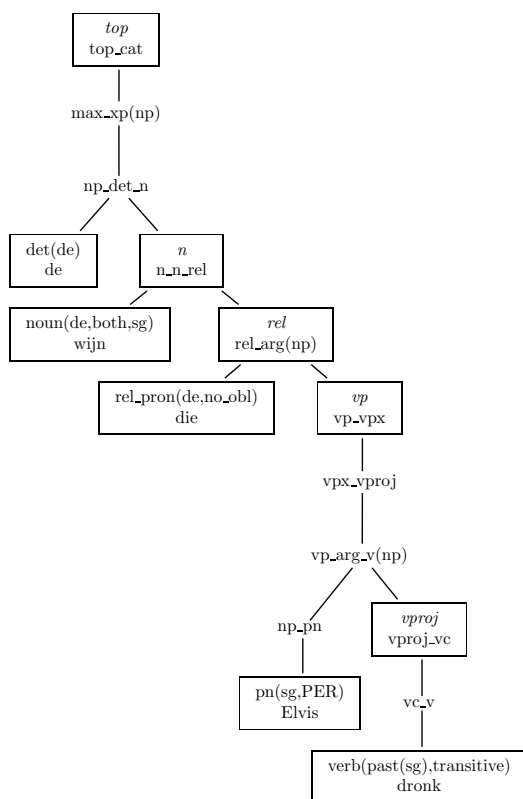 top
top_cat
max_xp(np)
np_det_n
det(de)
de
n
n_n_rel
noun(de,both,sg)
wijn
rel
rel_arg(np)
rel_pron(de,no_obl)
die
vp
vp_vpx
vpx_vproj
vp_arg_v(np)
np_pn
vproj
vproj_vc
pn(sg,PER)
Elvis
vc_v
verb(past(sg),transitive)
dronk